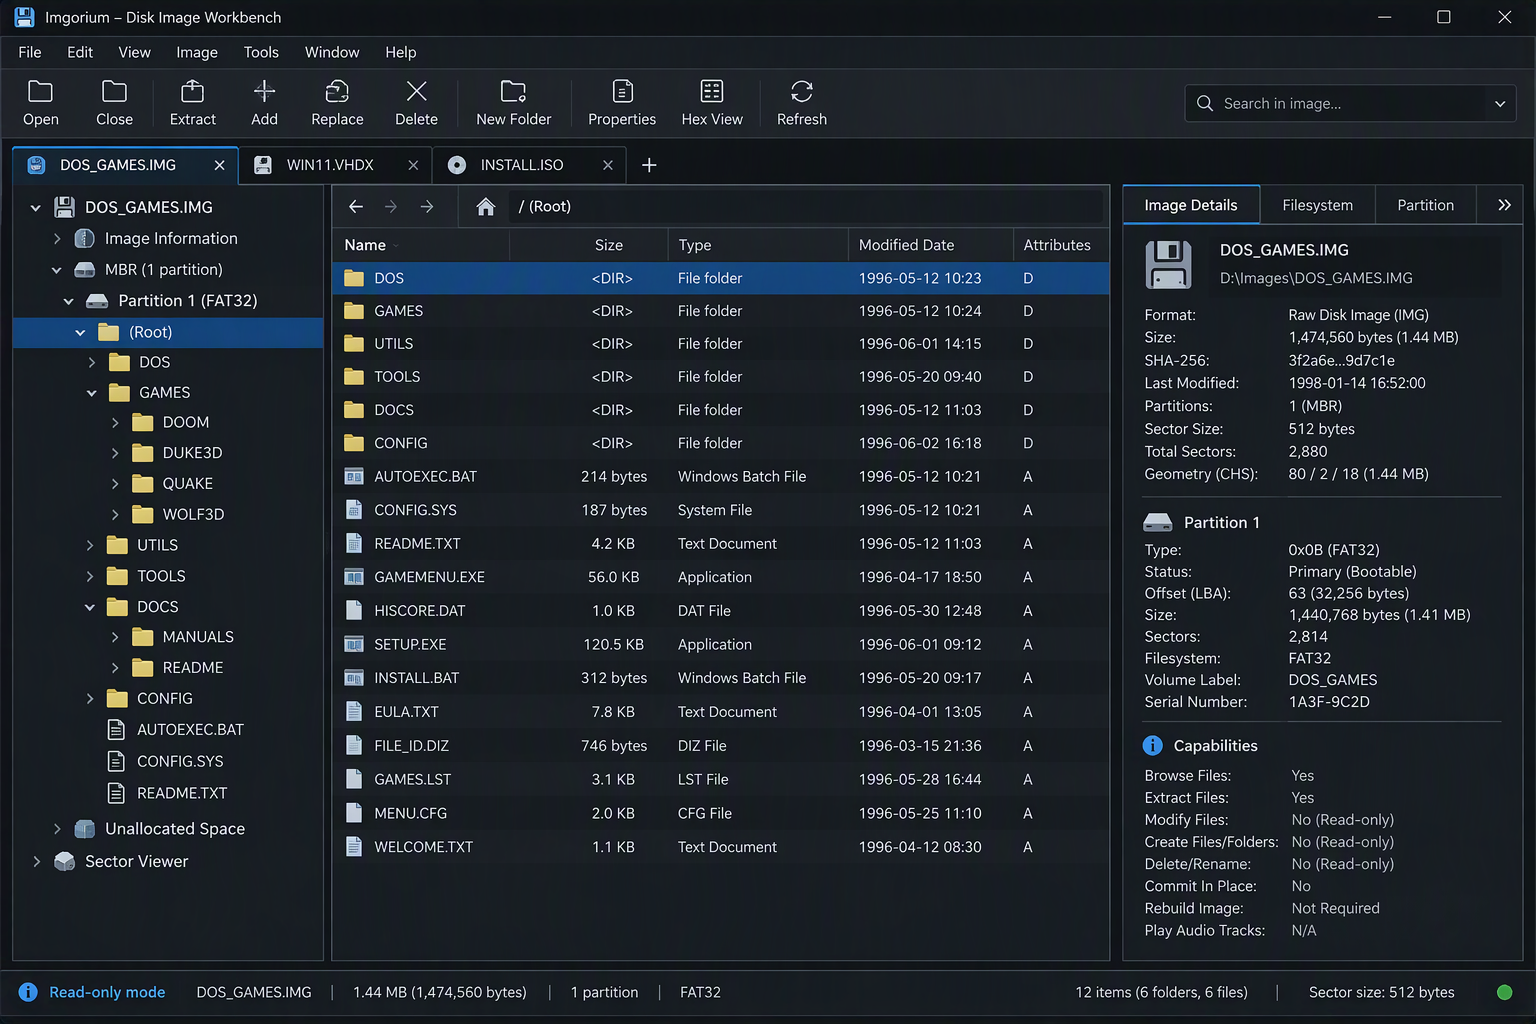 Imgorium – Disk Image Workbench
File Edit View Image Tools Window Help
Open Close Extract Add Replace Delete New Folder Properties Hex View Refresh
Search in image...
DOS_GAMES.IMG WIN11.VHDX INSTALL.ISO
DOS_GAMES.IMG
Image Information
MBR (1 partition)
Partition 1 (FAT32)
(Root)
DOS
GAMES
DOOM
DUKE3D
QUAKE
WOLF3D
UTILS
TOOLS
DOCS
MANUALS
README
CONFIG
AUTOEXEC.BAT
CONFIG.SYS
README.TXT
Unallocated Space
Sector Viewer
/ (Root)
Name Size Type Modified Date Attributes
DOS <DIR> File folder 1996-05-12 10:23 D
GAMES <DIR> File folder 1996-05-12 10:24 D
UTILS <DIR> File folder 1996-06-01 14:15 D
TOOLS <DIR> File folder 1996-05-20 09:40 D
DOCS <DIR> File folder 1996-05-12 11:03 D
CONFIG <DIR> File folder 1996-06-02 16:18 D
AUTOEXEC.BAT 214 bytes Windows Batch File 1996-05-12 10:21 A
CONFIG.SYS 187 bytes System File 1996-05-12 10:21 A
README.TXT 4.2 KB Text Document 1996-05-12 11:03 A
GAMEMENU.EXE 56.0 KB Application 1996-04-17 18:50 A
HISCORE.DAT 1.0 KB DAT File 1996-05-30 12:48 A
SETUP.EXE 120.5 KB Application 1996-06-01 09:12 A
INSTALL.BAT 312 bytes Windows Batch File 1996-05-20 09:17 A
EULA.TXT 7.8 KB Text Document 1996-04-01 13:05 A
FILE_ID.DIZ 746 bytes DIZ File 1996-03-15 21:36 A
GAMES.LST 3.1 KB LST File 1996-05-28 16:44 A
MENU.CFG 2.0 KB CFG File 1996-05-25 11:10 A
WELCOME.TXT 1.1 KB Text Document 1996-04-12 08:30 A
Image Details Filesystem Partition
DOS_GAMES.IMG
D:\Images\DOS_GAMES.IMG
Format: Raw Disk Image (IMG)
Size: 1,474,560 bytes (1.44 MB)
SHA-256: 3f2a6e...9d7c1e
Last Modified: 1998-01-14 16:52:00
Partitions: 1 (MBR)
Sector Size: 512 bytes
Total Sectors: 2,880
Geometry (CHS): 80 / 2 / 18 (1.44 MB)
Partition 1
Type: 0x0B (FAT32)
Status: Primary (Bootable)
Offset (LBA): 63 (32,256 bytes)
Size: 1,440,768 bytes (1.41 MB)
Sectors: 2,814
Filesystem: FAT32
Volume Label: DOS_GAMES
Serial Number: 1A3F-9C2D
Capabilities
Browse Files: Yes
Extract Files: Yes
Modify Files: No (Read-only)
Create Files/Folders: No (Read-only)
Delete/Rename: No (Read-only)
Commit In Place: No
Rebuild Image: Not Required
Play Audio Tracks: N/A
Read-only mode DOS_GAMES.IMG 1.44 MB (1,474,560 bytes) 1 partition FAT32 12 items (6 folders, 6 files) Sector size: 512 bytes